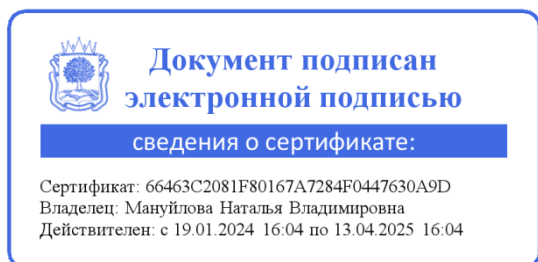 Документ подписан
электронной подписью
сведения о сертификате:
Сертификат: 66463C2081F80167A7284F0447630A9D
Владелец: Мануйлова Наталья Владимировна
Действителен: с 19.01.2024 16:04 по 13.04.2025 16:04